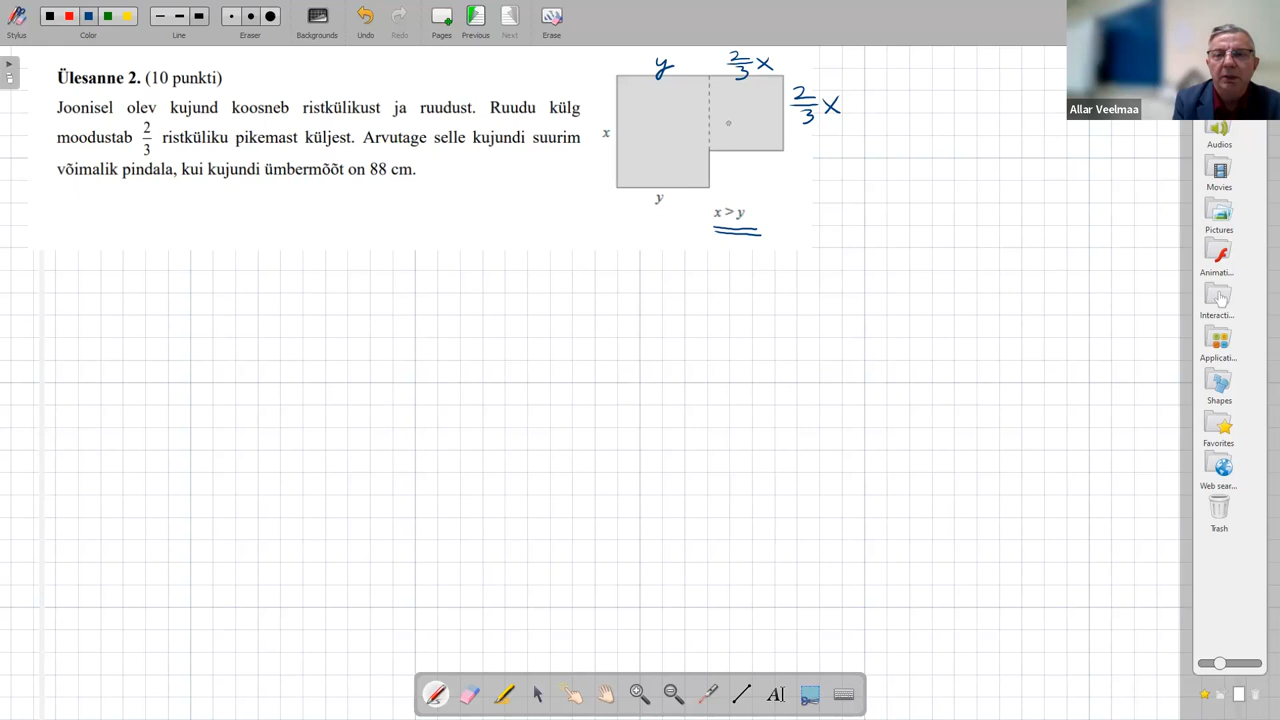 Stylus
Color
Line
Eraser
Backgrounds
Undo
Redo
Pages
Previous
Next
Erase
Allar Veelmaa
Ülesanne 2. (10 punkti)
Joonisel olev kujund koosneb ristkülikust ja ruudust. Ruudu külg
moodustab 2/3 ristküliku pikemast küljest. Arvutage selle kujundi suurim
võimalik pindala, kui kujundi ümbermõõt on 88 cm.
y
2/3 x
2/3 x
x
y
x > y
Audios
Movies
Pictures
Animati...
Interacti...
Applicati...
Shapes
Favorites
Web sear...
Trash
A